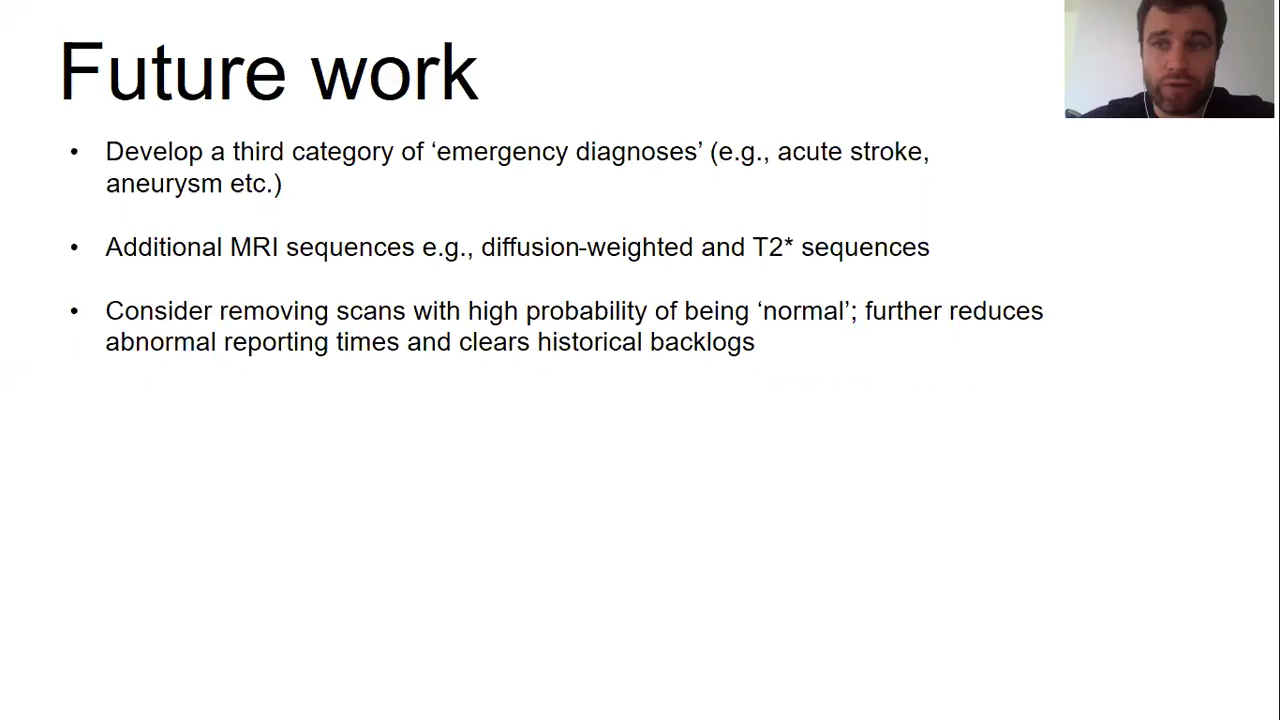 Future work
• Develop a third category of ‘emergency diagnoses’ (e.g., acute stroke,
aneurysm etc.)
• Additional MRI sequences e.g., diffusion-weighted and T2* sequences
• Consider removing scans with high probability of being ‘normal’; further reduces
abnormal reporting times and clears historical backlogs